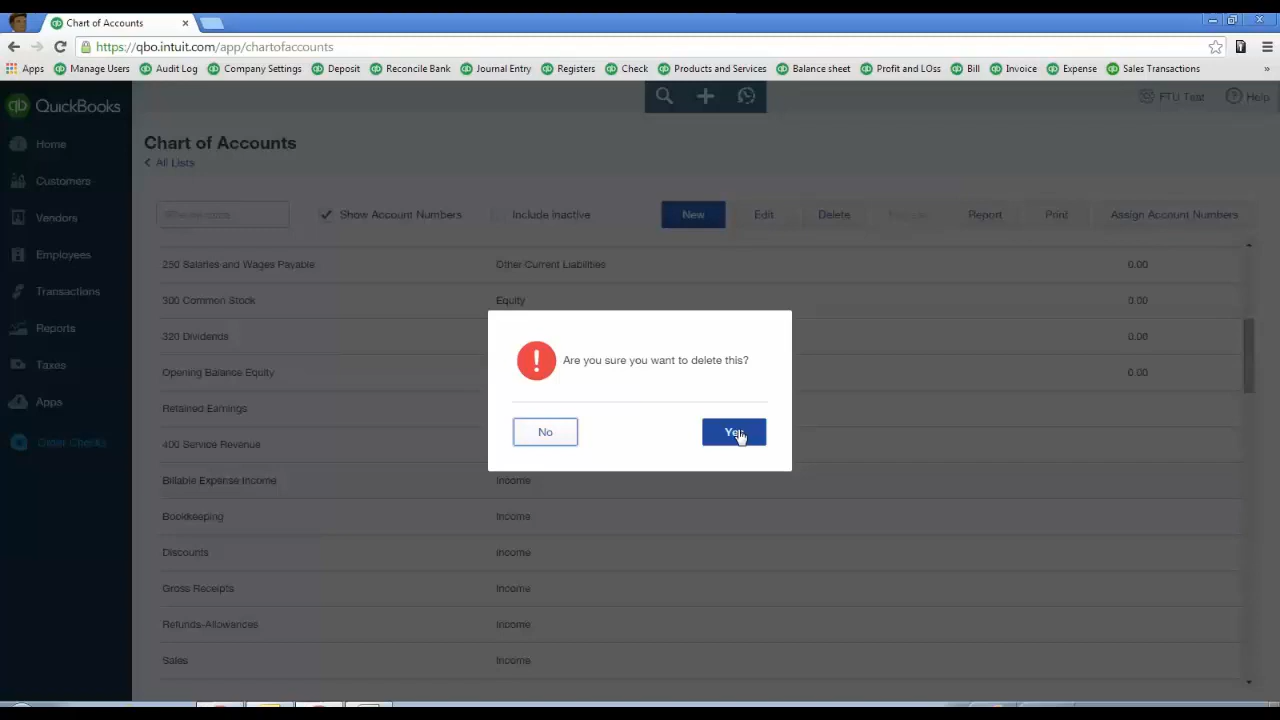 Chart of Accounts
https://qbo.intuit.com/app/chartofaccounts
Apps Manage Users Audit Log Company Settings Deposit Reconcile Bank Journal Entry Registers Check Products and Services Balance sheet Profit and LOss Bill Invoice Expense Sales Transactions »
qb QuickBooks
FTU Test ? Help
Home
Customers
Vendors
Employees
Transactions
Reports
Taxes
Apps
Order Checks
Chart of Accounts
All Lists
Show Account Numbers Include Inactive New Edit Delete Report Print Assign Account Numbers
250 Salaries and Wages Payable Other Current Liabilities 0.00
300 Common Stock Equity 0.00
320 Dividends 0.00
Opening Balance Equity 0.00
Retained Earnings
400 Service Revenue
Billable Expense Income Income
Bookkeeping Income
Discounts Income
Gross Receipts Income
Refunds-Allowances Income
Sales Income
! Are you sure you want to delete this?
No Yes